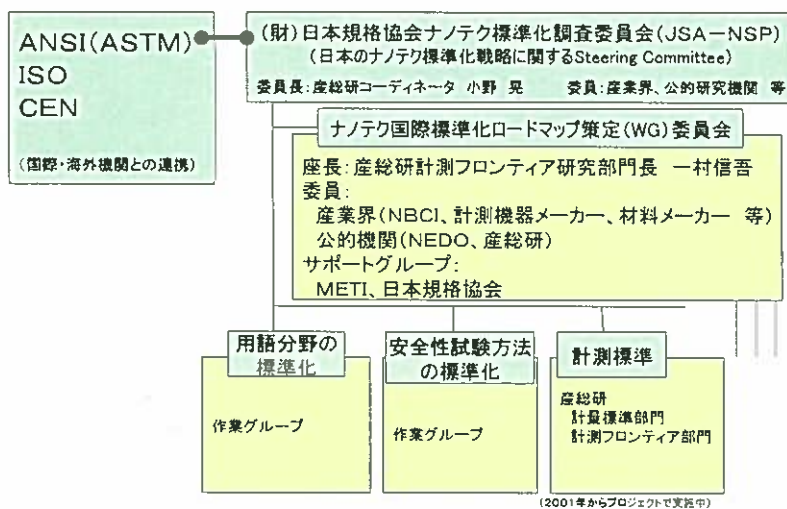 ANSI(ASTM)
ISO
CEN
(国際・海外機関との連携)
(財)日本規格協会ナノテク標準化調査委員会(JSA-NSP)
(日本のナノテク標準化戦略に関するSteering Committee)
委員長:産総研コーディネータ 小野 晃 委員:産業界、公的研究機関 等
ナノテク国際標準化ロードマップ策定(WG)委員会
座長:産総研計測フロンティア研究部門長 一村信吾
委員:
産業界(NBCI、計測機器メーカー、材料メーカー 等)
公的機関(NEDO、産総研)
サポートグループ:
METI、日本規格協会
用語分野の
標準化
作業グループ
安全性試験方法
の標準化
作業グループ
計測標準
産総研
計量標準部門
計測フロンティア部門
(2001年からプロジェクトで実施中)